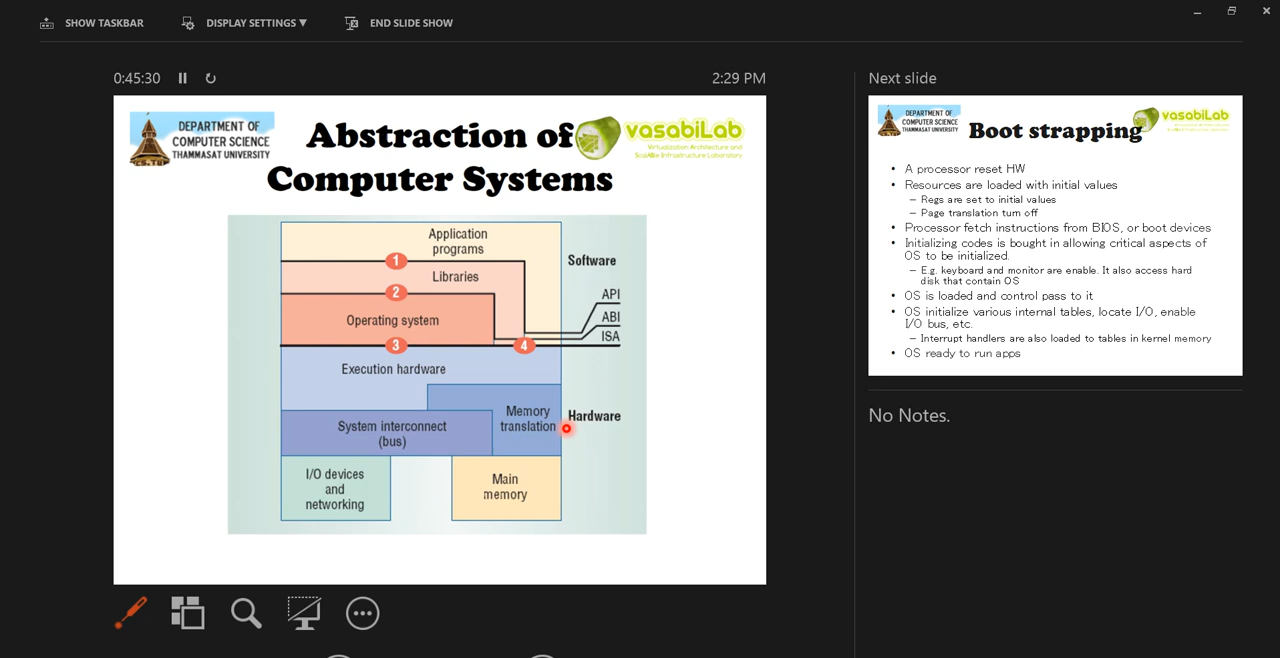 SHOW TASKBAR
DISPLAY SETTINGS ▼
END SLIDE SHOW
0:45:30
2:29 PM
DEPARTMENT OF
COMPUTER SCIENCE
THAMMASAT UNIVERSITY
Abstraction of
Computer Systems
vasabiLab
Virtualization Architecture and
ScalABle Infrastructure Laboratory
Application
programs
1
Software
Libraries
2
API
Operating system
ABI
ISA
3
4
Execution hardware
Memory
translation
Hardware
System interconnect
(bus)
I/O devices
and
networking
Main
memory
Next slide
DEPARTMENT OF
COMPUTER SCIENCE
THAMMASAT UNIVERSITY
Boot strapping
vasabiLab
• A processor reset HW
• Resources are loaded with initial values
– Regs are set to initial values
– Page translation turn off
• Processor fetch instructions from BIOS, or boot devices
• Initializing codes is bought in allowing critical aspects of
OS to be initialized.
– E.g. keyboard and monitor are enable. It also access hard
disk that contain OS
• OS is loaded and control pass to it
• OS initialize various internal tables, locate I/O, enable
I/O bus, etc.
– Interrupt handlers are also loaded to tables in kernel memory
• OS ready to run apps
No Notes.